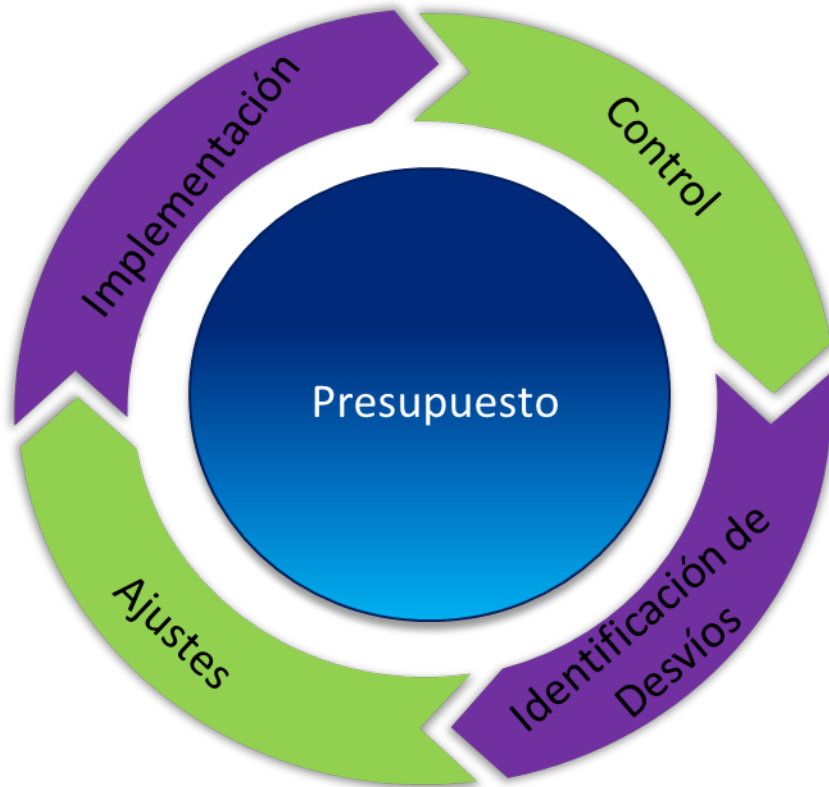 Implementación
Control
Presupuesto
Identificación de
Desvíos
Ajustes